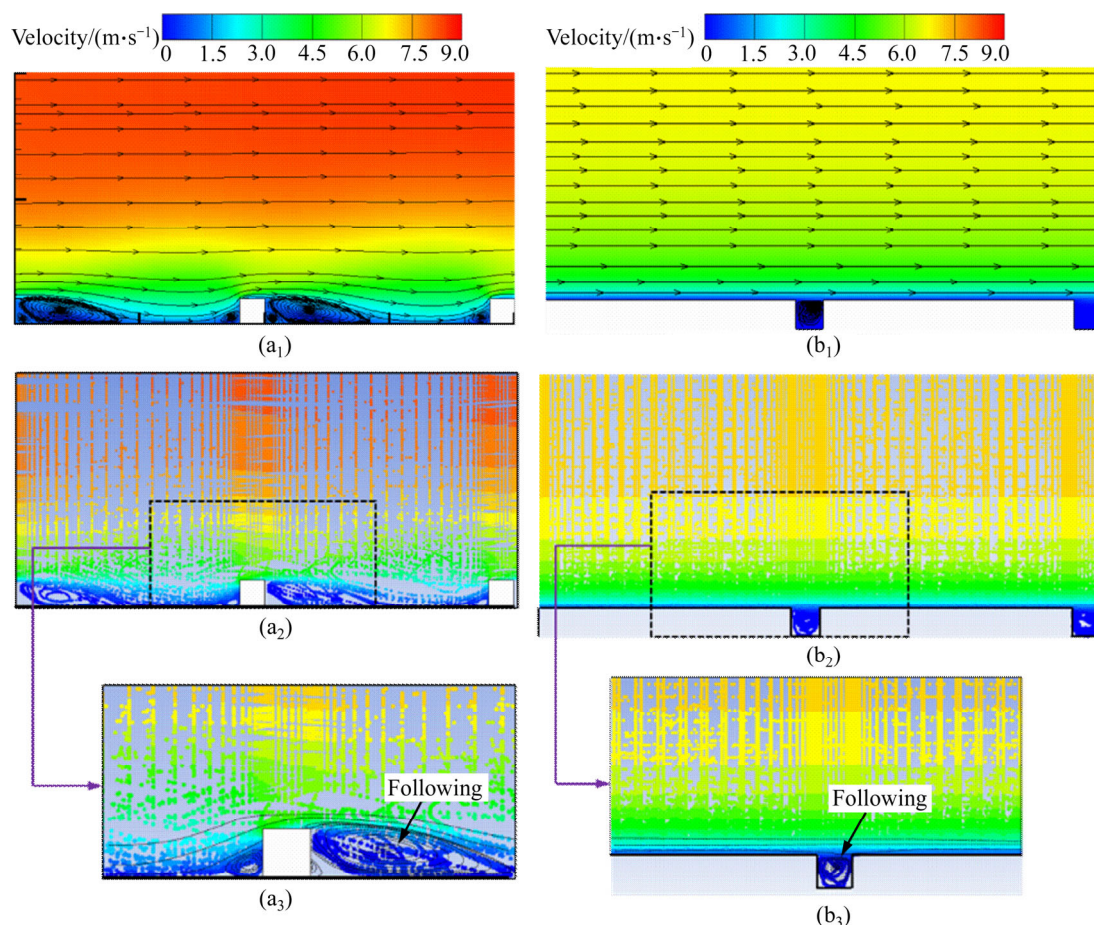 Velocity/(m·s⁻¹) 0 1.5 3.0 4.5 6.0 7.5 9.0
Velocity/(m·s⁻¹) 0 1.5 3.0 4.5 6.0 7.5 9.0
(a₁)
(b₁)
(a₂)
(b₂)
Following
Following
(a₃)
(b₃)